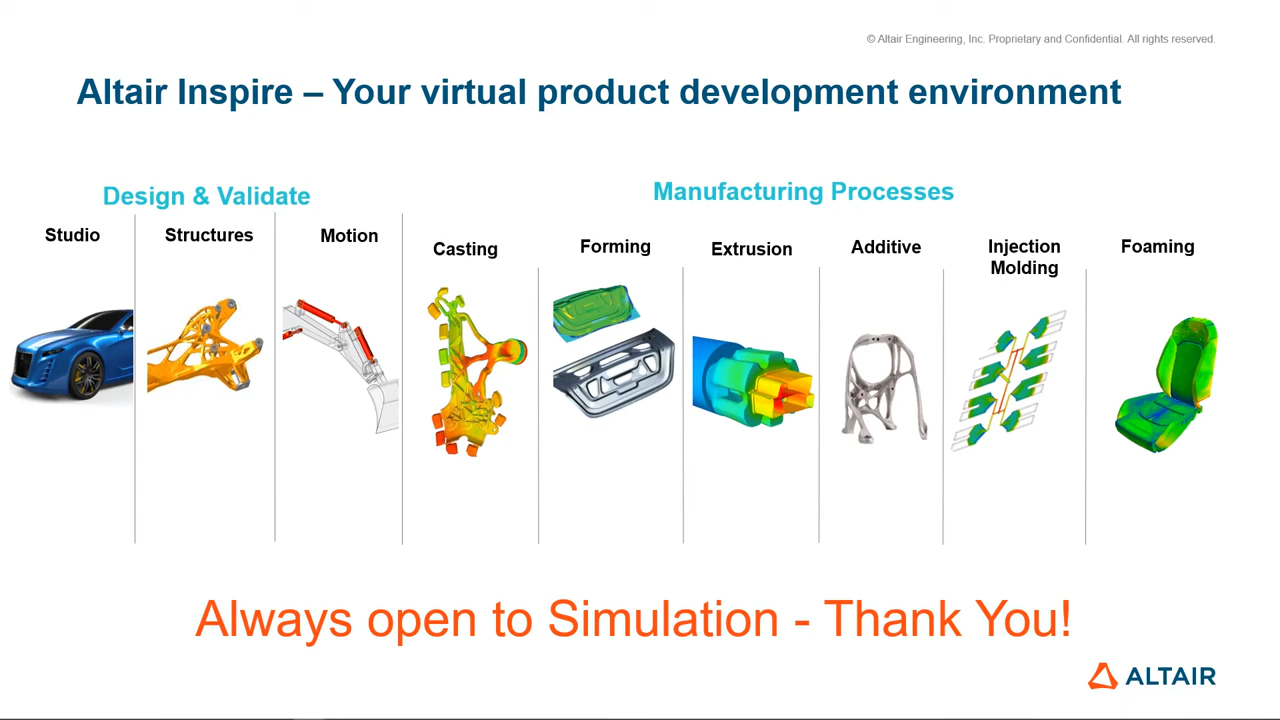 © Altair Engineering, Inc. Proprietary and Confidential. All rights reserved.
Altair Inspire – Your virtual product development environment
Design & Validate
Manufacturing Processes
Studio
Structures
Motion
Casting
Forming
Extrusion
Additive
Injection
Molding
Foaming
Always open to Simulation - Thank You!
ALTAIR